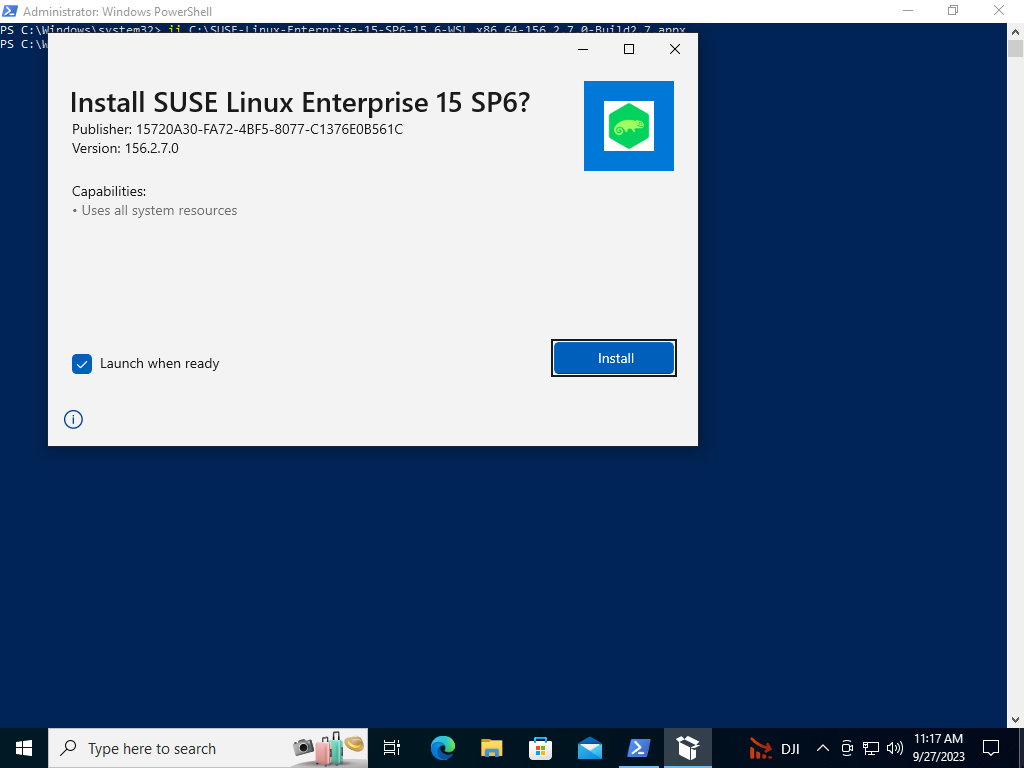 Administrator: Windows PowerShell
PS C:\Windows\system32> ii C:\SUSE-Linux-Enterprise-15-SP6-15.6-WSL.x86_64-156.2.7.0-Build2.7.appx
PS C:\W
Install SUSE Linux Enterprise 15 SP6?
Publisher: 15720A30-FA72-4BF5-8077-C1376E0B561C
Version: 156.2.7.0
Capabilities:
• Uses all system resources
Launch when ready
Install
Type here to search
DJI
11:17 AM
9/27/2023